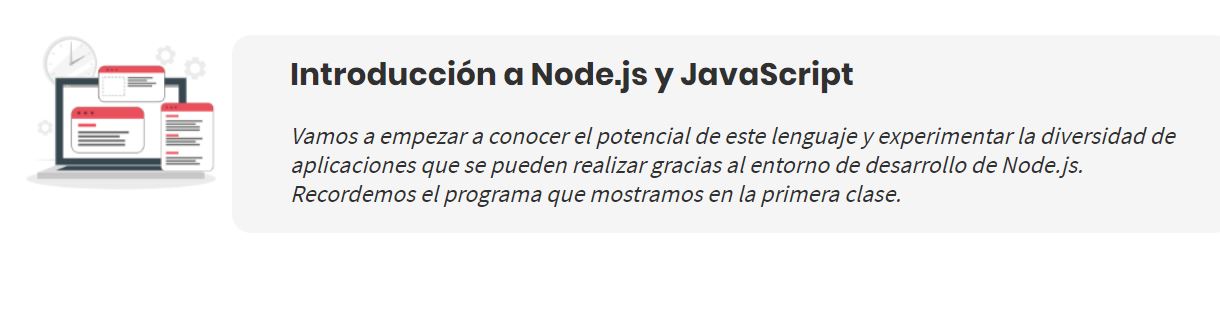 Introducción a Node.js y JavaScript
Vamos a empezar a conocer el potencial de este lenguaje y experimentar la diversidad de
aplicaciones que se pueden realizar gracias al entorno de desarrollo de Node.js.
Recordemos el programa que mostramos en la primera clase.